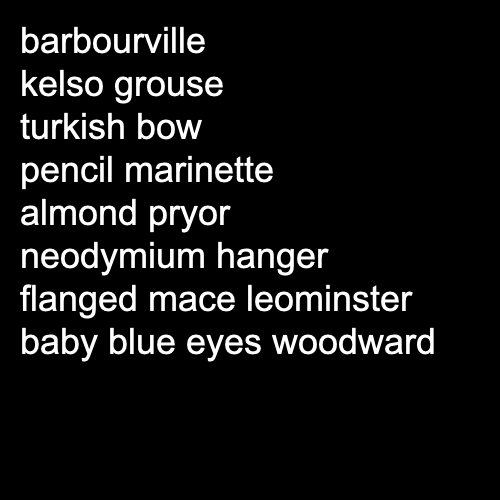 barbourville
kelso grouse
turkish bow
pencil marinette
almond pryor
neodymium hanger
flanged mace leominster
baby blue eyes woodward